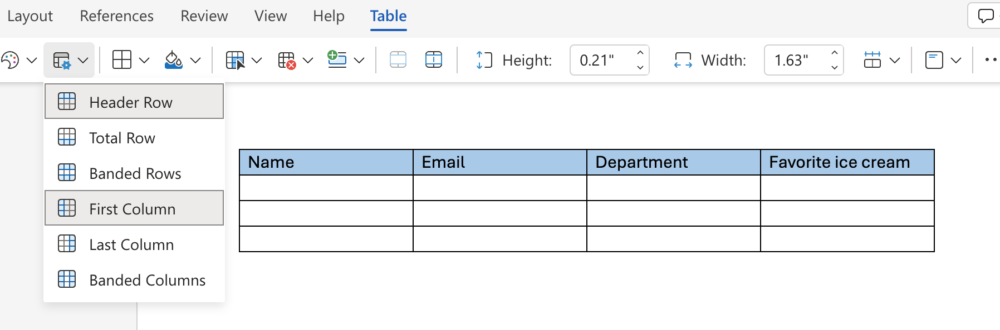 Layout References Review View Help Table
Height: 0.21" Width: 1.63"
Header Row
Total Row
Banded Rows
First Column
Last Column
Banded Columns
Name Email Department Favorite ice cream